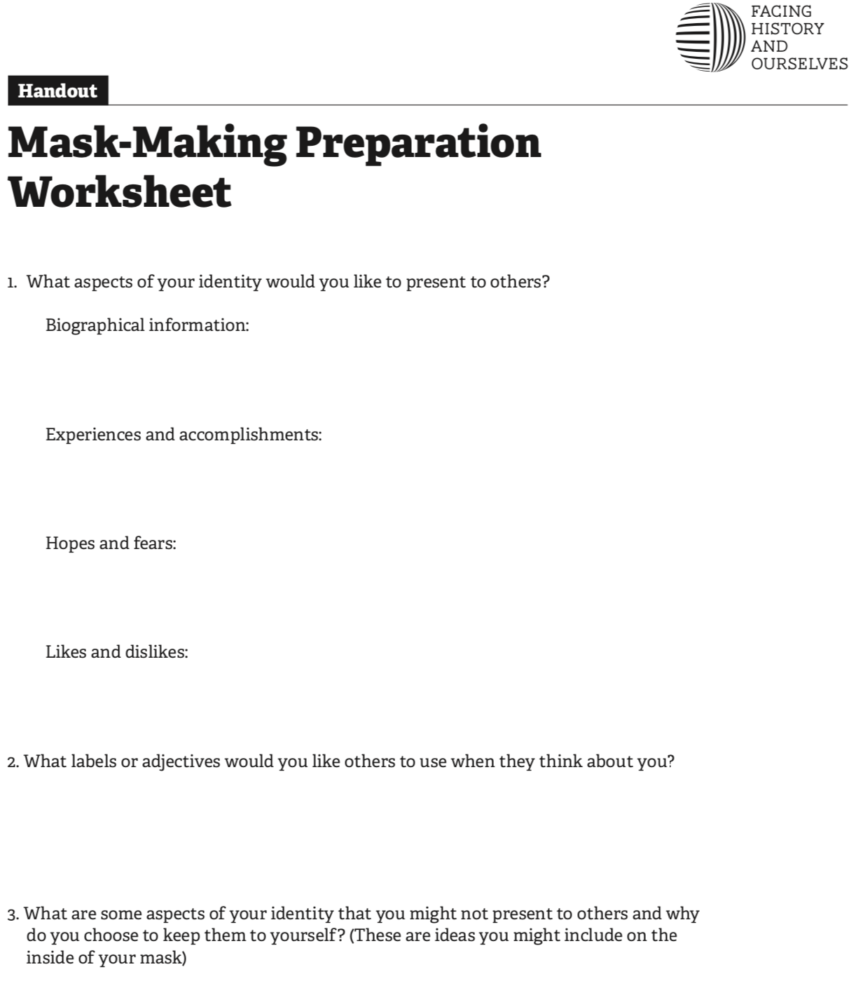 FACING
HISTORY
AND
OURSELVES
Handout
Mask-Making Preparation
Worksheet
1. What aspects of your identity would you like to present to others?
Biographical information:
Experiences and accomplishments:
Hopes and fears:
Likes and dislikes:
2. What labels or adjectives would you like others to use when they think about you?
3. What are some aspects of your identity that you might not present to others and why
do you choose to keep them to yourself? (These are ideas you might include on the
inside of your mask)